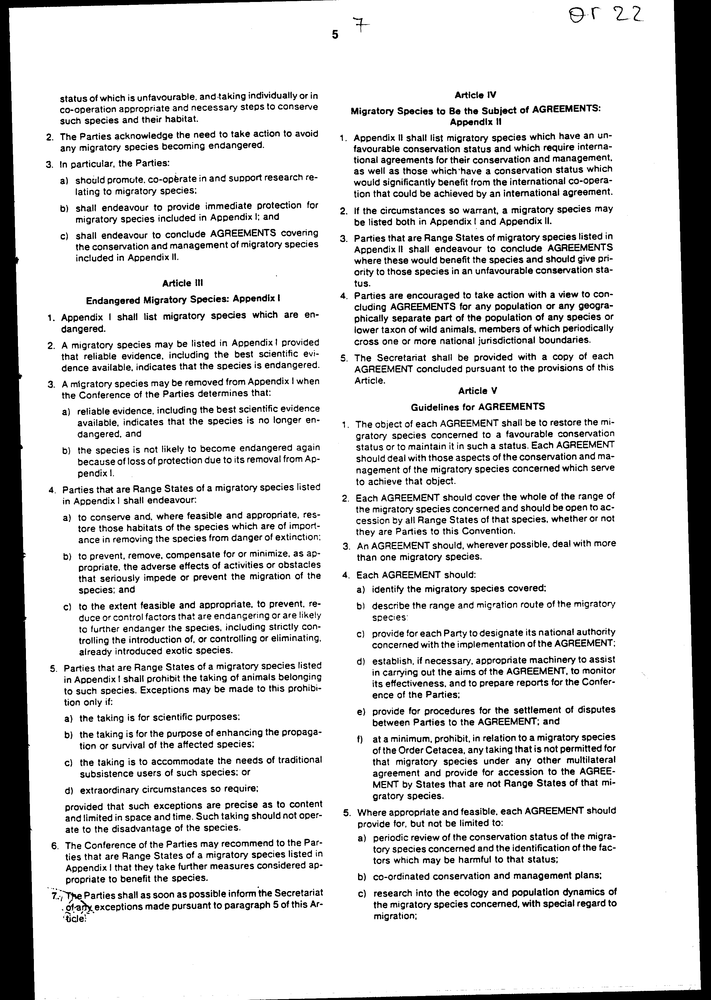 5
7
22
status of which is unfavourable, and taking individually or in
co-operation appropriate and necessary steps to conserve
such species and their habitat.
2. The Parties acknowledge the need to take action to avoid
any migratory species becoming endangered.
3. In particular, the Parties:
a) should promote, co-operate in and support research re-
lating to migratory species;
b) shall endeavour to provide immediate protection for
migratory species included in Appendix I; and
c) shall endeavour to conclude AGREEMENTS covering
the conservation and management of migratory species
included in Appendix II.
Article III
Endangered Migratory Species: Appendix I
1. Appendix I shall list migratory species which are en-
dangered.
2. A migratory species may be listed in Appendix I provided
that reliable evidence, including the best scientific evi-
dence available, indicates that the species is endangered.
3. A migratory species may be removed from Appendix I when
the Conference of the Parties determines that:
a) reliable evidence, including the best scientific evidence
available, indicates that the species is no longer en-
dangered, and
b) the species is not likely to become endangered again
because of loss of protection due to its removal from Ap-
pendix I.
4. Parties that are Range States of a migratory species listed
in Appendix I shall endeavour:
a) to conserve and, where feasible and appropriate, res-
tore those habitats of the species which are of import-
ance in removing the species from danger of extinction;
b) to prevent, remove, compensate for or minimize, as ap-
propriate, the adverse effects of activities or obstacles
that seriously impede or prevent the migration of the
species; and
c) to the extent feasible and appropriate, to prevent, re-
duce or control factors that are endangering or are likely
to further endanger the species, including strictly con-
trolling the introduction of, or controlling or eliminating,
already introduced exotic species.
5. Parties that are Range States of a migratory species listed
in Appendix I shall prohibit the taking of animals belonging
to such species. Exceptions may be made to this prohibi-
tion only if:
a) the taking is for scientific purposes;
b) the taking is for the purpose of enhancing the propaga-
tion or survival of the affected species;
c) the taking is to accommodate the needs of traditional
subsistence users of such species; or
d) extraordinary circumstances so require;
provided that such exceptions are precise as to content
and limited in space and time. Such taking should not oper-
ate to the disadvantage of the species.
6. The Conference of the Parties may recommend to the Par-
ties that are Range States of a migratory species listed in
Appendix I that they take further measures considered ap-
propriate to benefit the species.
7. The Parties shall as soon as possible inform the Secretariat
of any exceptions made pursuant to paragraph 5 of this Ar-
ticle.
Article IV
Migratory Species to Be the Subject of AGREEMENTS:
Appendix II
1. Appendix II shall list migratory species which have an un-
favourable conservation status and which require interna-
tional agreements for their conservation and management,
as well as those which have a conservation status which
would significantly benefit from the international co-opera-
tion that could be achieved by an international agreement.
2. If the circumstances so warrant, a migratory species may
be listed both in Appendix I and Appendix II.
3. Parties that are Range States of migratory species listed in
Appendix II shall endeavour to conclude AGREEMENTS
where these would benefit the species and should give pri-
ority to those species in an unfavourable conservation sta-
tus.
4. Parties are encouraged to take action with a view to con-
cluding AGREEMENTS for any population or any geogra-
phically separate part of the population of any species or
lower taxon of wild animals, members of which periodically
cross one or more national jurisdictional boundaries.
5. The Secretariat shall be provided with a copy of each
AGREEMENT concluded pursuant to the provisions of this
Article.
Article V
Guidelines for AGREEMENTS
1. The object of each AGREEMENT shall be to restore the mi-
gratory species concerned to a favourable conservation
status or to maintain it in such a status. Each AGREEMENT
should deal with those aspects of the conservation and ma-
nagement of the migratory species concerned which serve
to achieve that object.
2. Each AGREEMENT should cover the whole of the range of
the migratory species concerned and should be open to ac-
cession by all Range States of that species, whether or not
they are Parties to this Convention.
3. An AGREEMENT should, wherever possible, deal with more
than one migratory species.
4. Each AGREEMENT should:
a) identify the migratory species covered;
b) describe the range and migration route of the migratory
species;
c) provide for each Party to designate its national authority
concerned with the implementation of the AGREEMENT;
d) establish, if necessary, appropriate machinery to assist
in carrying out the aims of the AGREEMENT, to monitor
its effectiveness, and to prepare reports for the Confer-
ence of the Parties;
e) provide for procedures for the settlement of disputes
between Parties to the AGREEMENT; and
f) at a minimum, prohibit, in relation to a migratory species
of the Order Cetacea, any taking that is not permitted for
that migratory species under any other multilateral
agreement and provide for accession to the AGREE-
MENT by States that are not Range States of that mi-
gratory species.
5. Where appropriate and feasible, each AGREEMENT should
provide for, but not be limited to:
a) periodic review of the conservation status of the migra-
tory species concerned and the identification of the fac-
tors which may be harmful to that status;
b) co-ordinated conservation and management plans;
c) research into the ecology and population dynamics of
the migratory species concerned, with special regard to
migration;